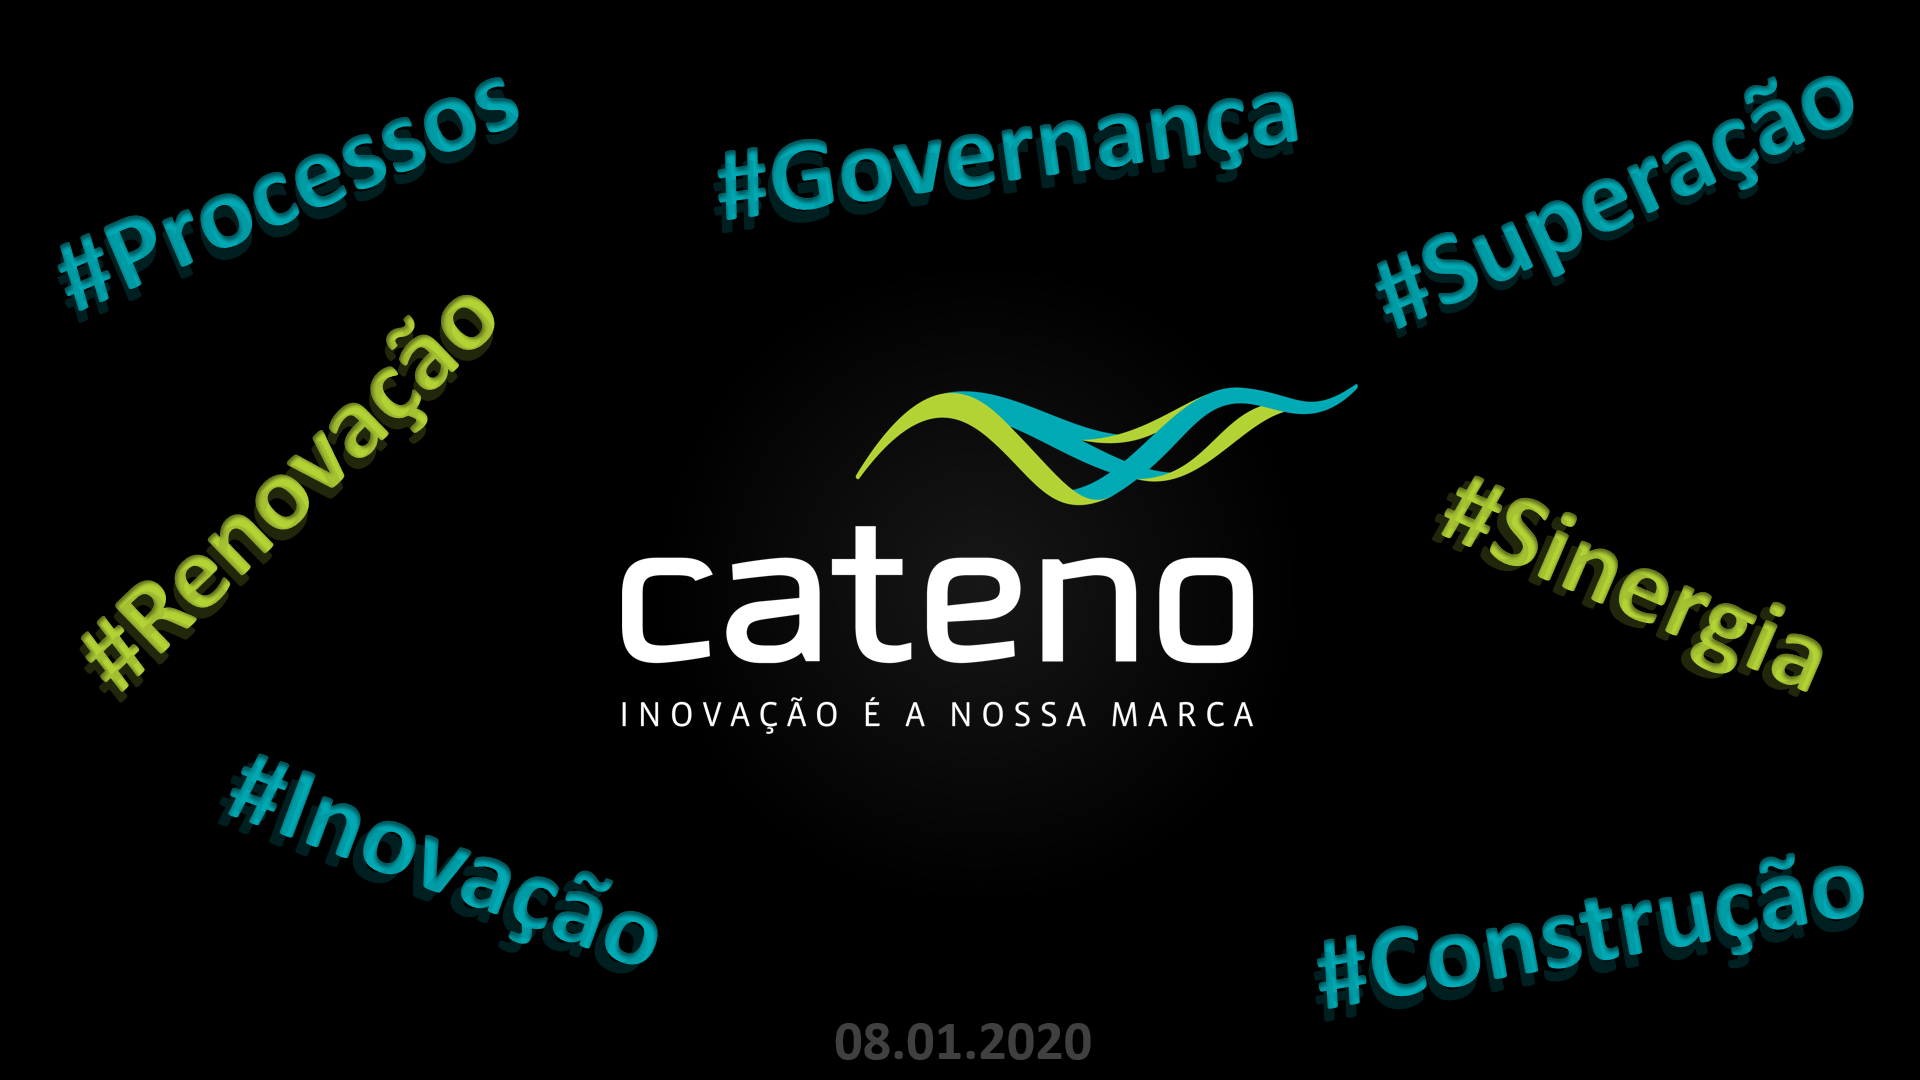 #Processos
#Governança
#Superação
#Renovação
cateno
INOVAÇÃO É A NOSSA MARCA
#Sinergia
#Inovação
#Construção
08.01.2020